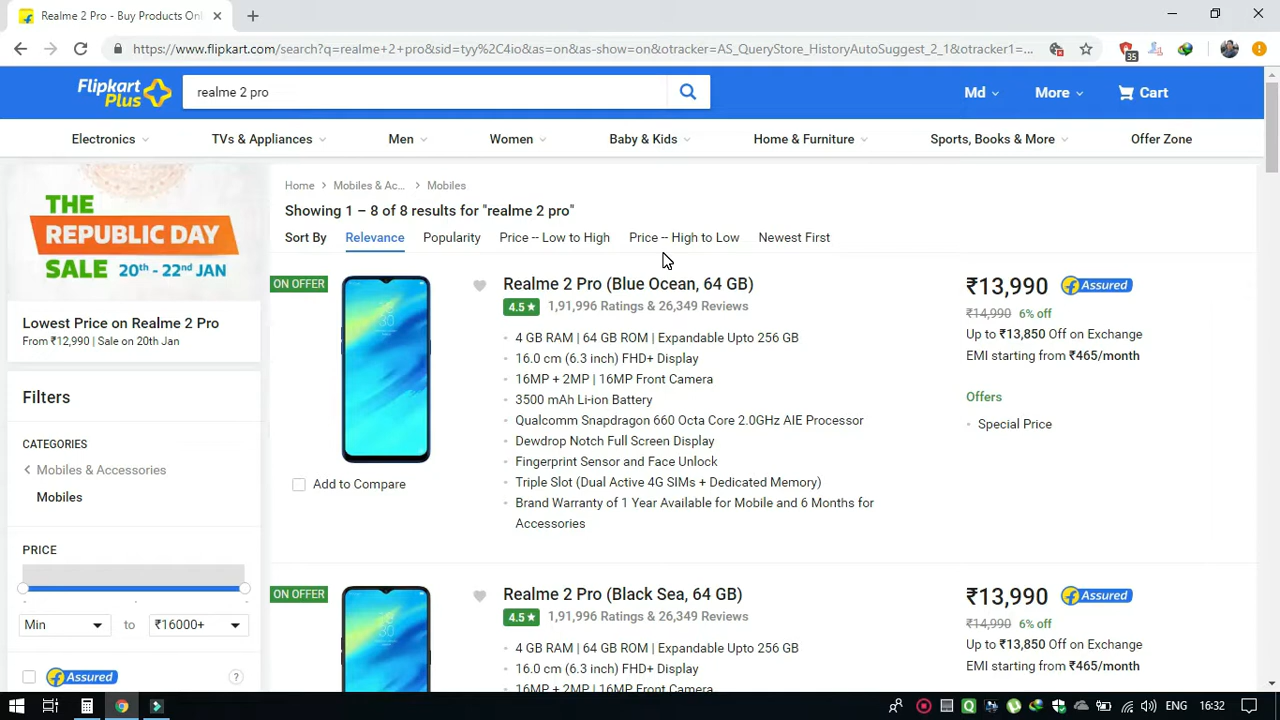 Realme 2 Pro - Buy Products Onl
https://www.flipkart.com/search?q=realme+2+pro&sid=tyy%2C4io&as=on&as-show=on&otracker=AS_QueryStore_HistoryAutoSuggest_2_1&otracker1=...
35
Flipkart
Plus
realme 2 pro
Md
More
Cart
Electronics
TVs & Appliances
Men
Women
Baby & Kids
Home & Furniture
Sports, Books & More
Offer Zone
THE
REPUBLIC DAY
SALE 20th - 22nd JAN
Lowest Price on Realme 2 Pro
From ₹12,990 | Sale on 20th Jan
Filters
CATEGORIES
Mobiles & Accessories
Mobiles
PRICE
Min
to
₹16000+
Assured
?
Home
Mobiles & Ac...
Mobiles
Showing 1 – 8 of 8 results for "realme 2 pro"
Sort By
Relevance
Popularity
Price -- Low to High
Price -- High to Low
Newest First
ON OFFER
Add to Compare
Realme 2 Pro (Blue Ocean, 64 GB)
4.5★
1,91,996 Ratings & 26,349 Reviews
4 GB RAM | 64 GB ROM | Expandable Upto 256 GB
16.0 cm (6.3 inch) FHD+ Display
16MP + 2MP | 16MP Front Camera
3500 mAh Li-ion Battery
Qualcomm Snapdragon 660 Octa Core 2.0GHz AIE Processor
Dewdrop Notch Full Screen Display
Fingerprint Sensor and Face Unlock
Triple Slot (Dual Active 4G SIMs + Dedicated Memory)
Brand Warranty of 1 Year Available for Mobile and 6 Months for
Accessories
₹13,990
Assured
₹14,990 6% off
Up to ₹13,850 Off on Exchange
EMI starting from ₹465/month
Offers
Special Price
ON OFFER
Realme 2 Pro (Black Sea, 64 GB)
4.5★
1,91,996 Ratings & 26,349 Reviews
4 GB RAM | 64 GB ROM | Expandable Upto 256 GB
16.0 cm (6.3 inch) FHD+ Display
16MP + 2MP | 16MP Front Camera
₹13,990
Assured
₹14,990 6% off
Up to ₹13,850 Off on Exchange
EMI starting from ₹465/month
ENG
16:32